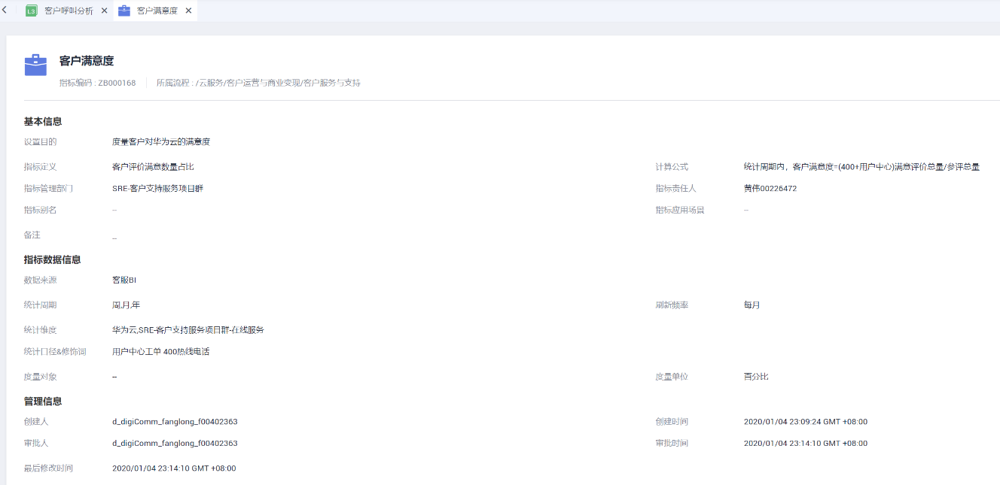 L3 客户呼叫分析 客户满意度
客户满意度
指标编码 : ZB000168 所属流程 : /云服务/客户运营与商业变现/客户服务与支持
基本信息
设置目的 度量客户对华为云的满意度
指标定义 客户评价满意数量占比 计算公式 统计周期内，客户满意度=(400+用户中心)满意评价总量/参评总量
指标管理部门 SRE-客户支持服务项目群 指标责任人 黄伟00226472
指标别名 -- 指标应用场景 --
备注 --
指标数据信息
数据来源 客服BI
统计周期 周,月,年 刷新频率 每月
统计维度 华为云,SRE-客户支持服务项目群-在线服务
统计口径&修饰词 用户中心工单 400热线电话
度量对象 -- 度量单位 百分比
管理信息
创建人 d_digiComm_fanglong_f00402363 创建时间 2020/01/04 23:09:24 GMT +08:00
审批人 d_digiComm_fanglong_f00402363 审批时间 2020/01/04 23:14:10 GMT +08:00
最后修改时间 2020/01/04 23:14:10 GMT +08:00